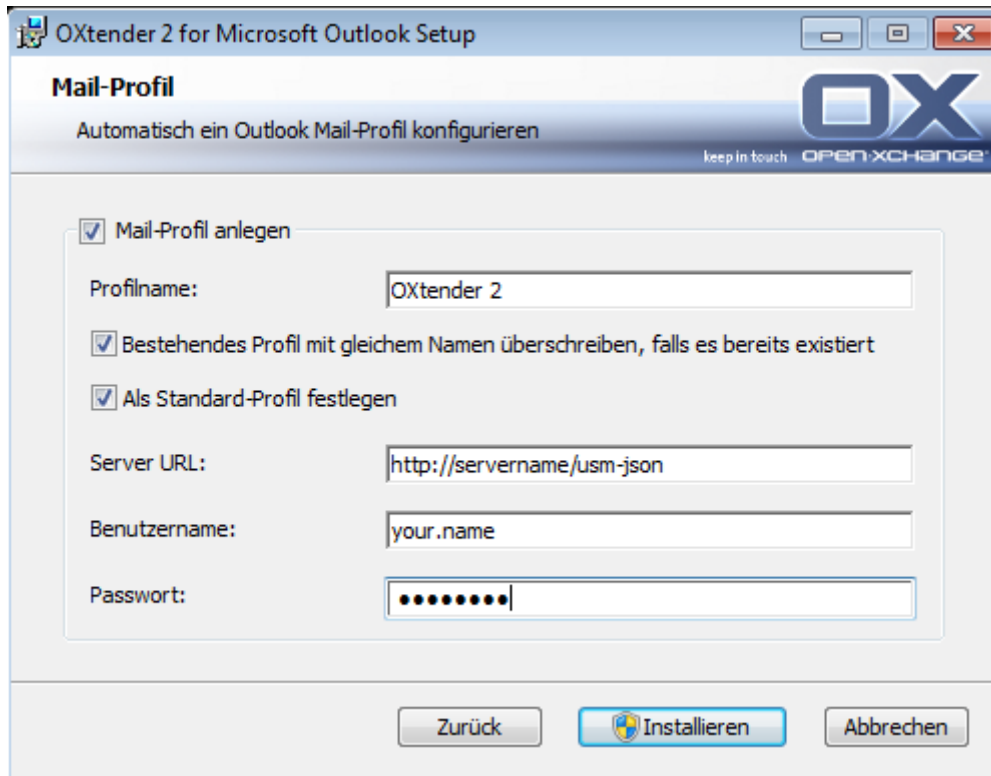 OXtender 2 for Microsoft Outlook Setup
Mail-Profil
Automatisch ein Outlook Mail-Profil konfigurieren
OX
keep in touch OPEN-XCHANGE
Mail-Profil anlegen
Profilname: OXtender 2
Bestehendes Profil mit gleichem Namen überschreiben, falls es bereits existiert
Als Standard-Profil festlegen
Server URL: http://servername/usm-json
Benutzername: your.name
Passwort: ●●●●●●●●
Zurück Installieren Abbrechen